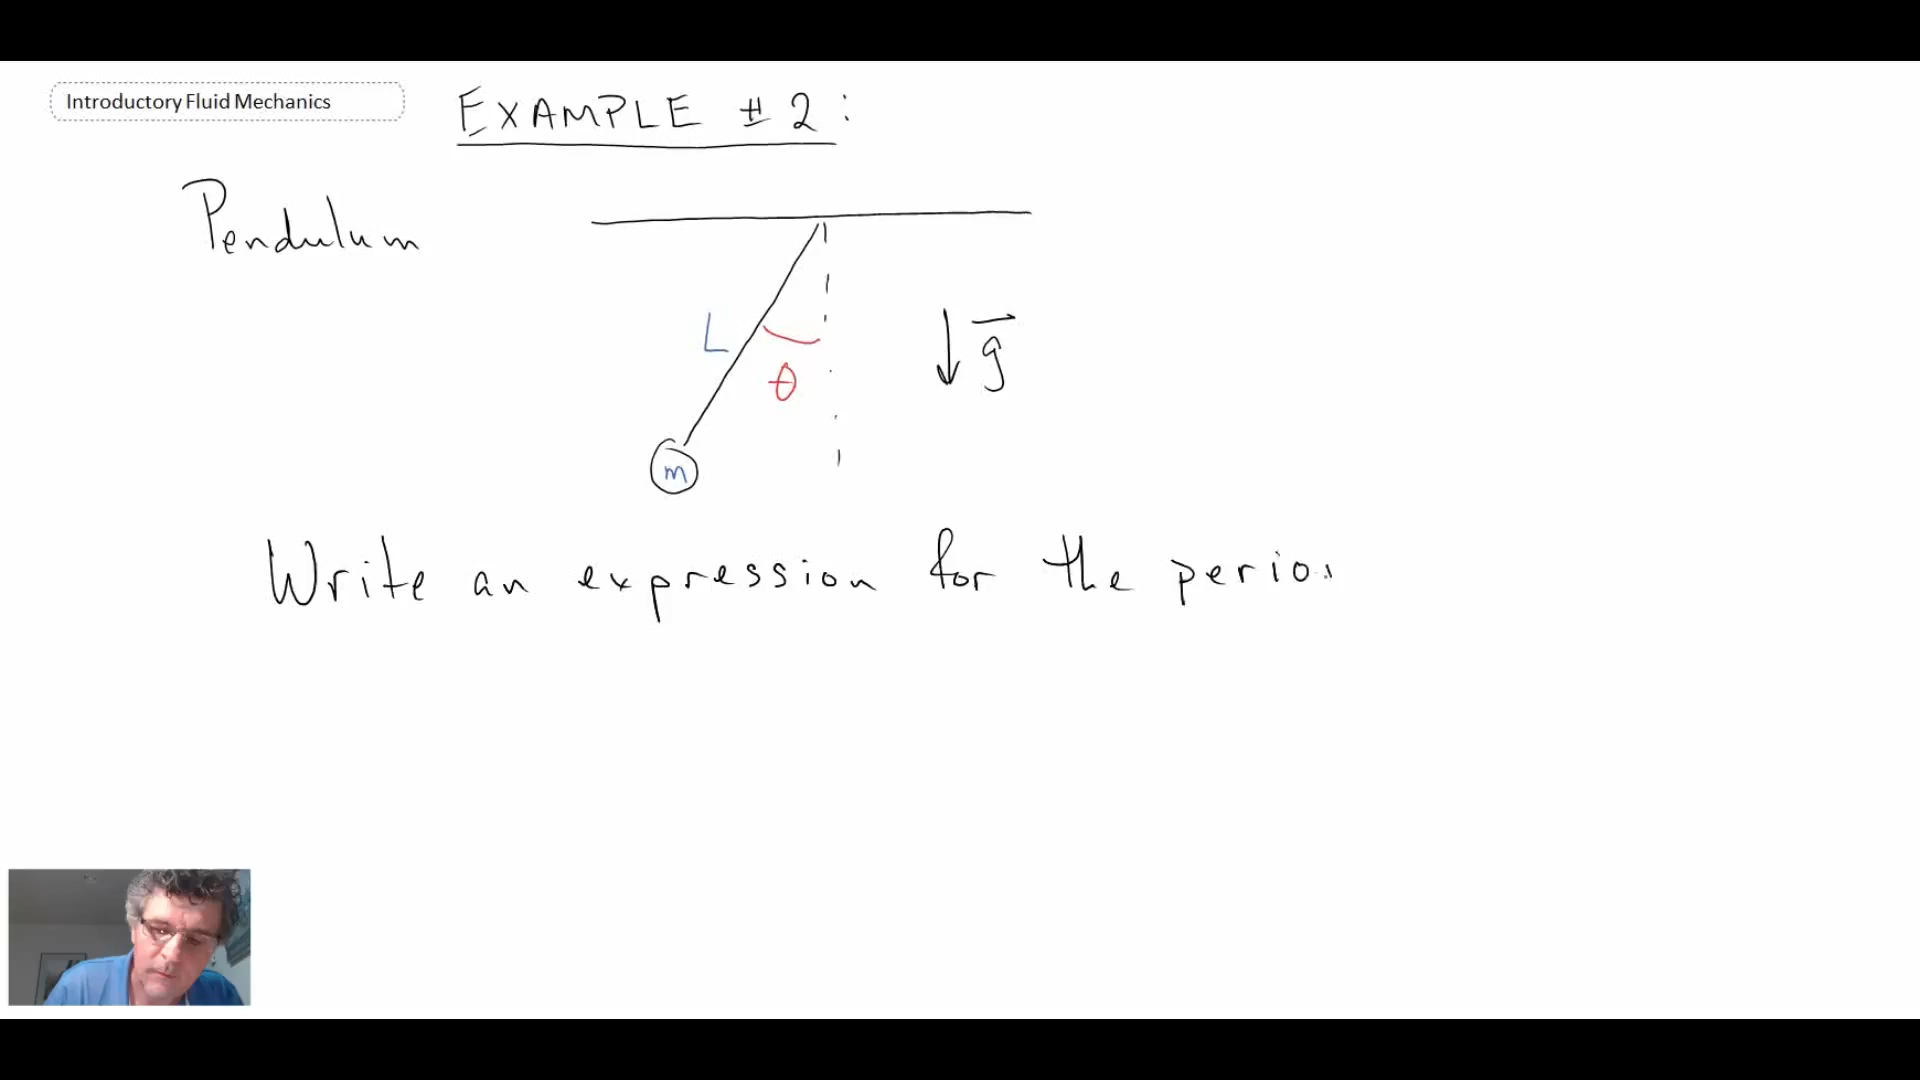 Introductory Fluid Mechanics
EXAMPLE #2:
Pendulum
L
θ
g
m
Write an expression for the perio